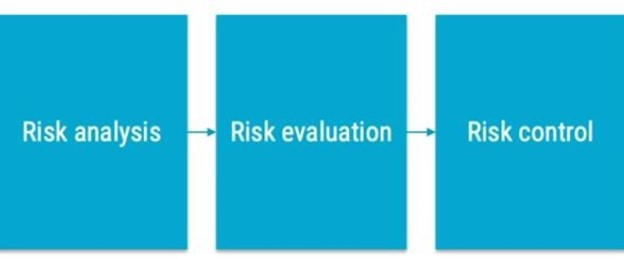 Risk analysis
Risk evaluation
Risk control